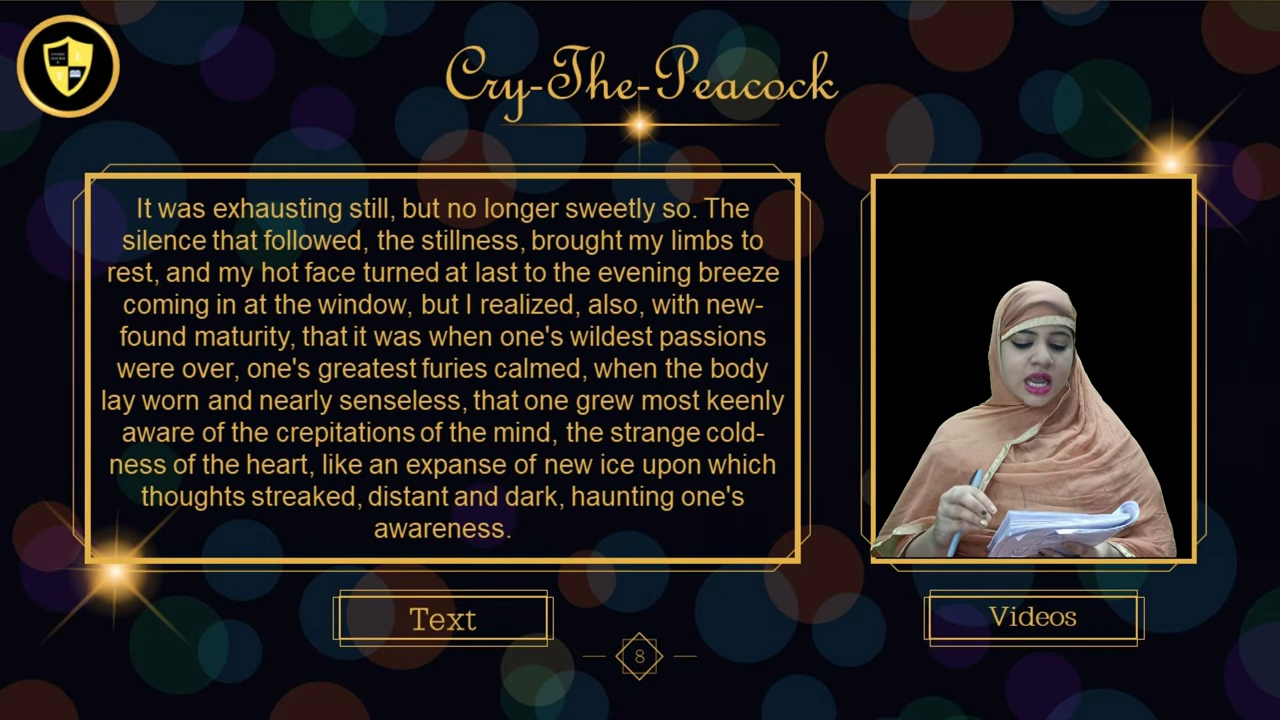 Cry-The-Peacock
It was exhausting still, but no longer sweetly so. The
silence that followed, the stillness, brought my limbs to
rest, and my hot face turned at last to the evening breeze
coming in at the window, but I realized, also, with new-
found maturity, that it was when one's wildest passions
were over, one's greatest furies calmed, when the body
lay worn and nearly senseless, that one grew most keenly
aware of the crepitations of the mind, the strange cold-
ness of the heart, like an expanse of new ice upon which
thoughts streaked, distant and dark, haunting one's
awareness.
Text
Videos
8